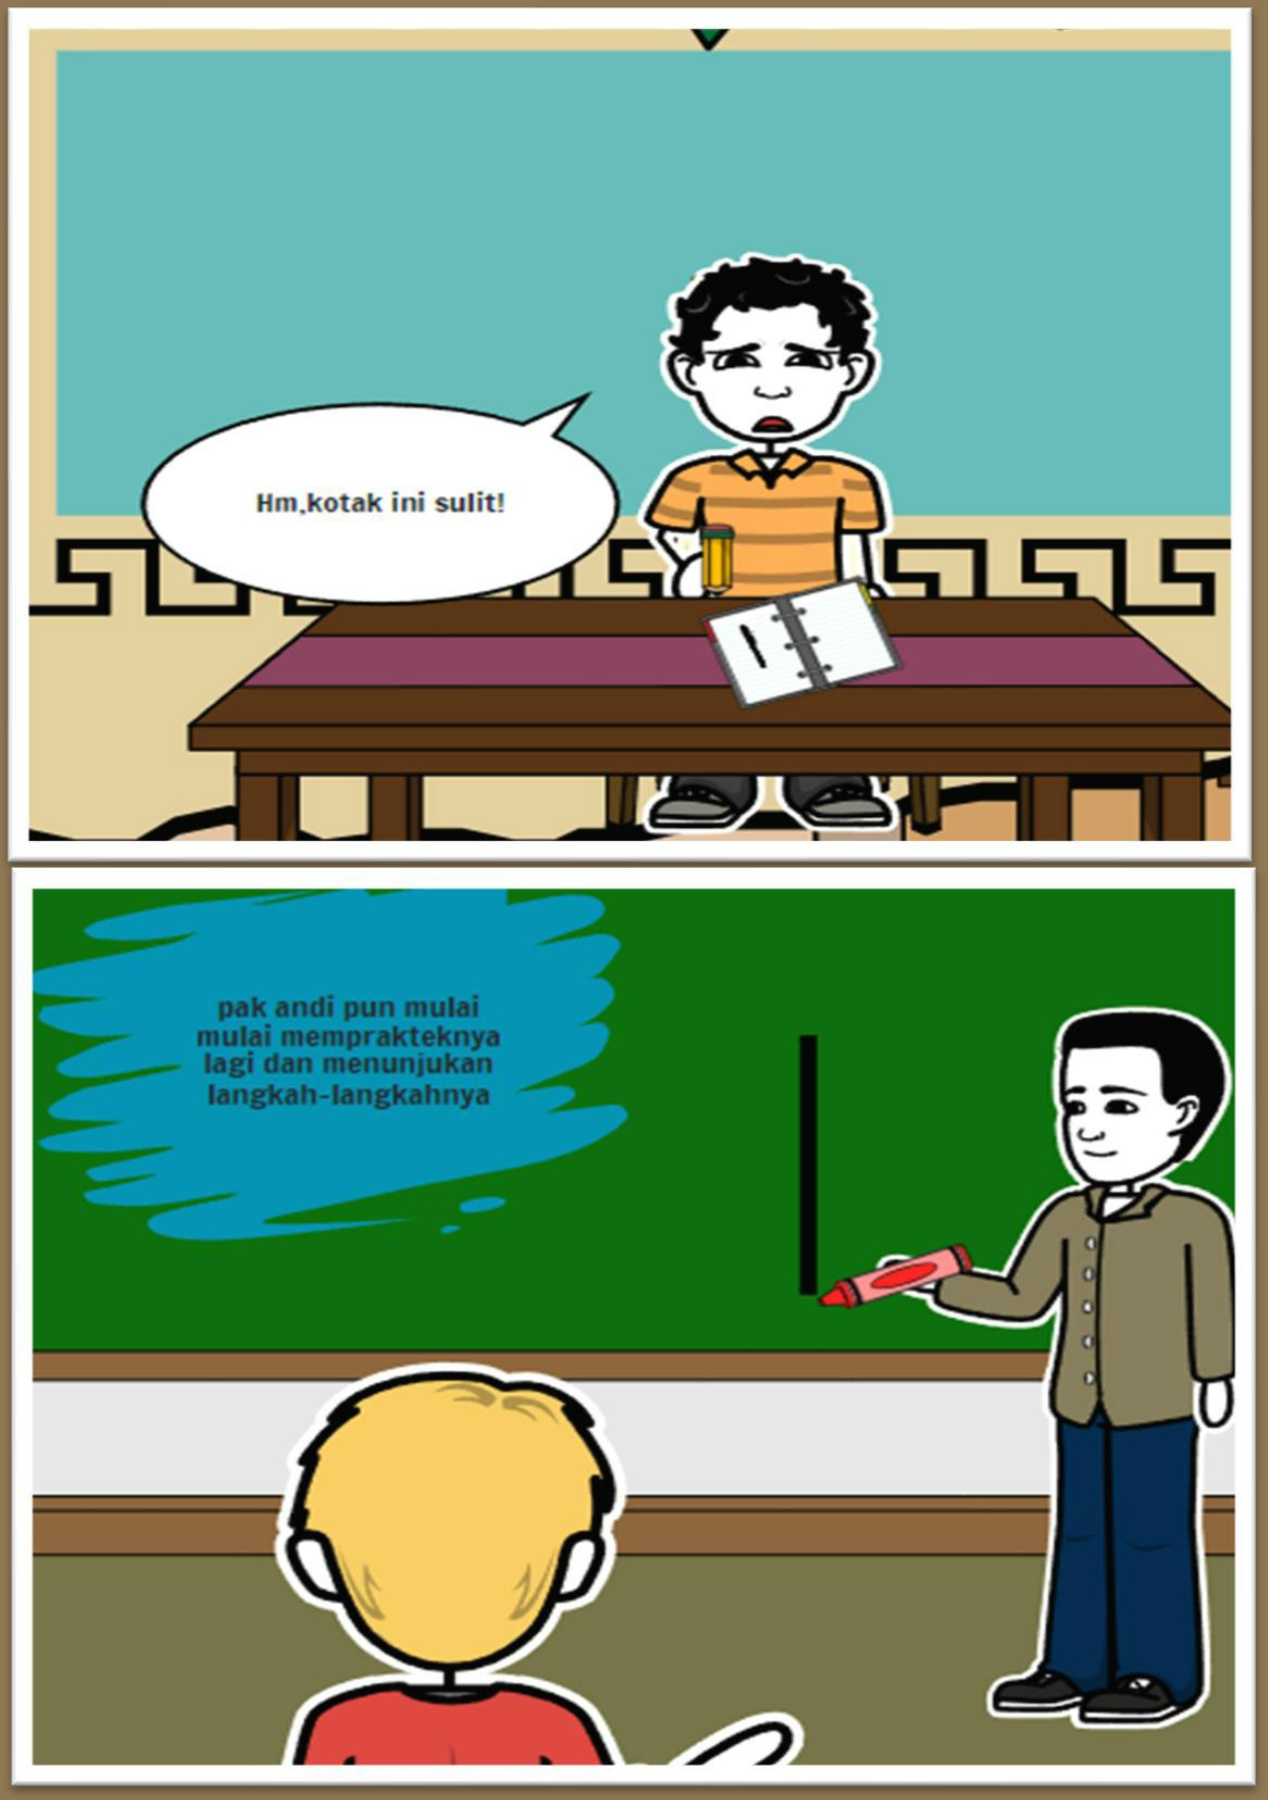 Hm,kotak ini sulit!
pak andi pun mulai
mulai memprakteknya
lagi dan menunjukan
langkah-langkahnya